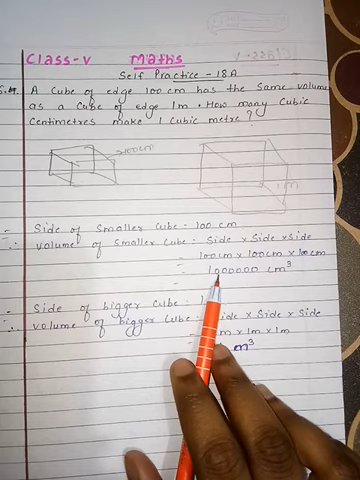 Class-V Maths
Self Practice - 18A
A Cube of edge 100 cm has the Same volume
as a Cube of edge 1m. How many Cubic
Centimetres make 1 Cubic metre?
100cm
1m
- Side of Smaller Cube = 100 cm
∴ volume of Smaller Cube = Side × Side × Side
= 100cm × 100cm × 100cm
= 1000000 cm³
- Side of bigger Cube =
∴ volume of bigger Cube = Side × Side × Side
m × 1m × 1m
m³